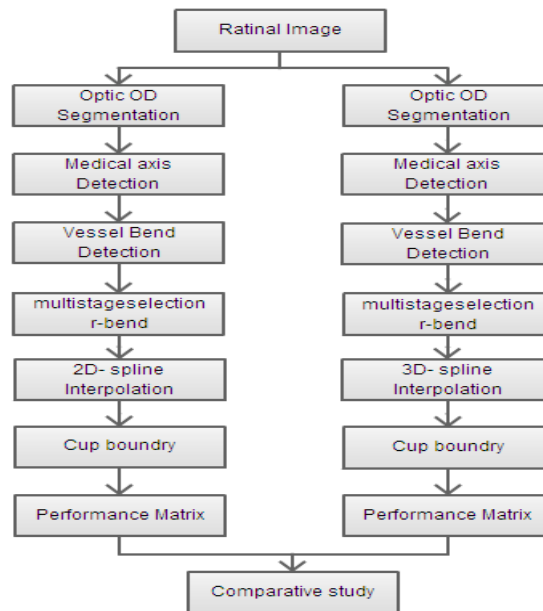 Ratinal Image
Optic OD
Segmentation
Medical axis
Detection
Vessel Bend
Detection
multistageselection
r-bend
2D- spline
Interpolation
Cup boundry
Performance Matrix
Optic OD
Segmentation
Medical axis
Detection
Vessel Bend
Detection
multistageselection
r-bend
3D- spline
Interpolation
Cup boundry
Performance Matrix
Comparative study